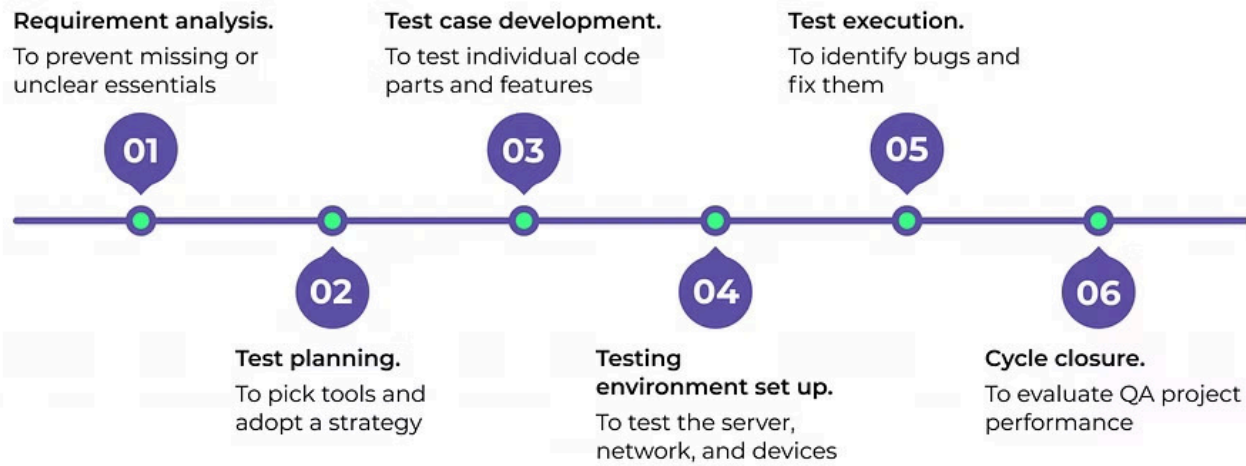 Requirement analysis.
To prevent missing or
unclear essentials
01
Test planning.
To pick tools and
adopt a strategy
02
Test case development.
To test individual code
parts and features
03
Testing
environment set up.
To test the server,
network, and devices
04
Test execution.
To identify bugs and
fix them
05
Cycle closure.
To evaluate QA project
performance
06